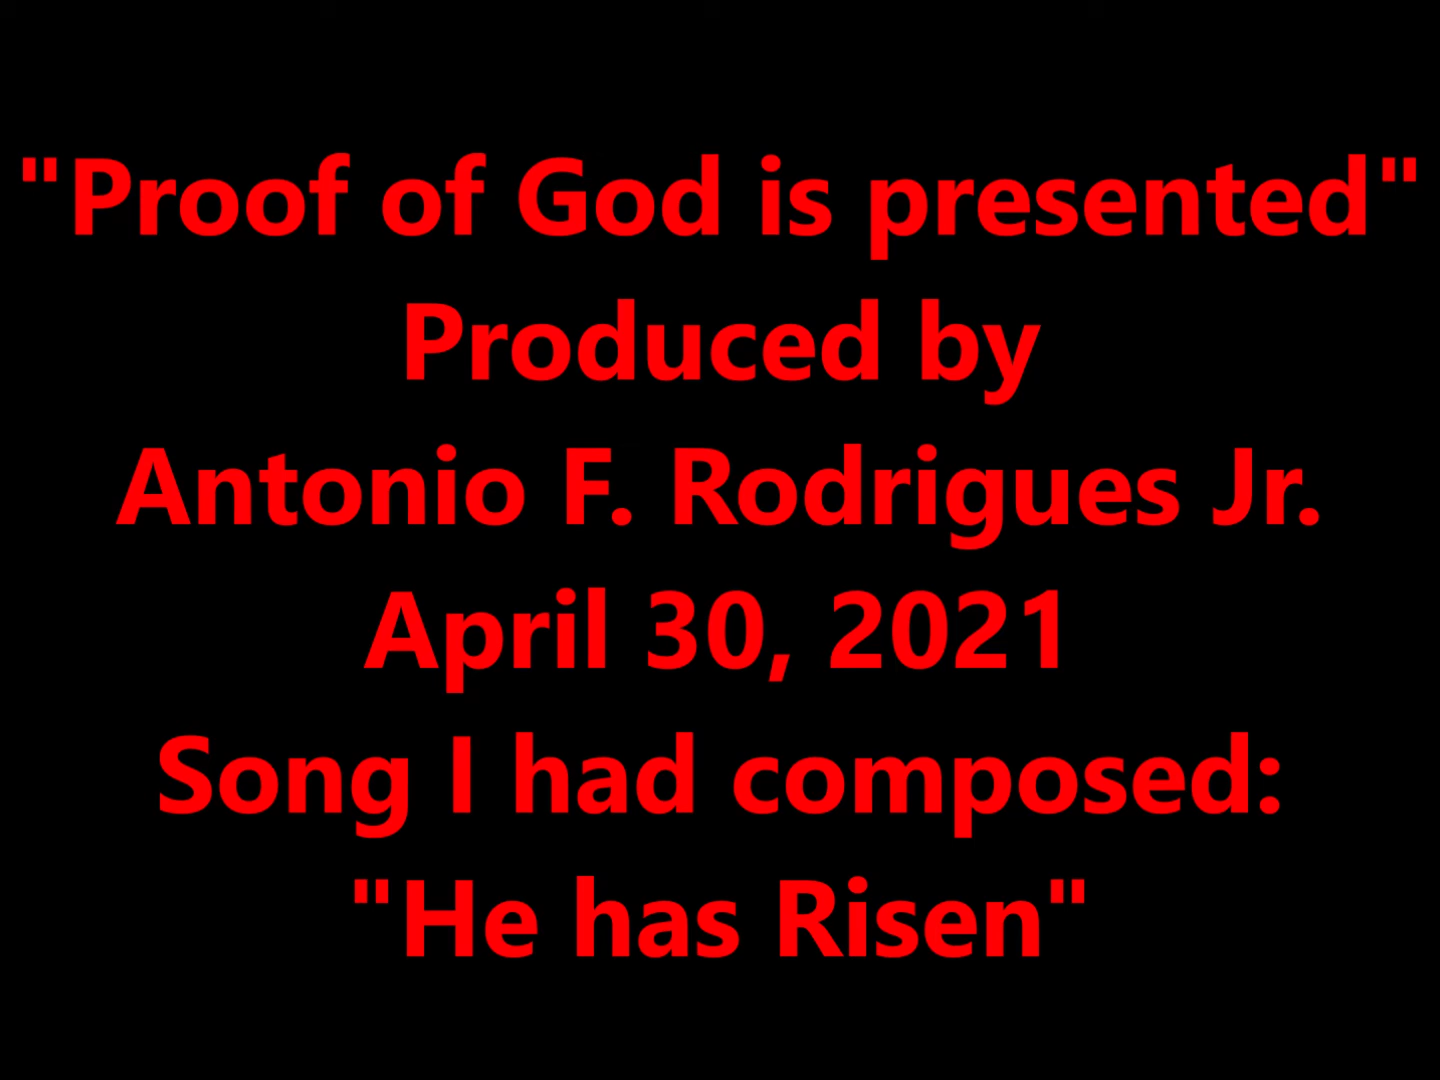 "Proof of God is presented"
Produced by
Antonio F. Rodrigues Jr.
April 30, 2021
Song I had composed:
"He has Risen"